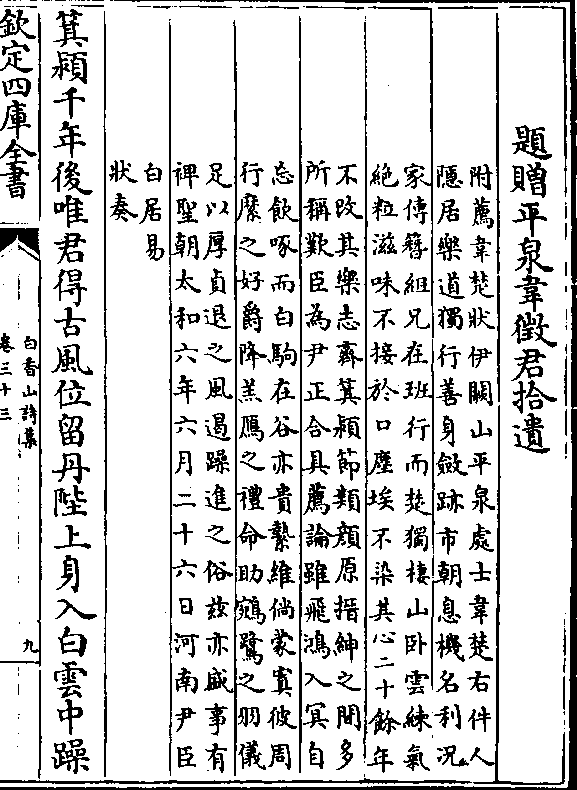 題贈平泉韋徵君拾遺
附薦韋楚狀伊闕山平泉處士韋楚右件人
隠居樂道獨行善身斂跡市朝息機名利況
家傳簪組兄在班行而楚獨棲山卧雲練氣
絶粒滋味不接於口塵埃不染其心二十餘年
不改其樂志齊箕潁節類顔原搢紳之間多
所稱歎臣為尹正合具薦論雖飛鴻入冥自
忘飲啄而白駒在谷亦貴縶維倘蒙寘彼周
行縻之好爵降羔鴈之禮命助鵷鷺之羽儀
足以厚貞退之風遏躁進之俗兹亦盛事有
裨聖朝太和六年六月二十六日河南尹臣
白居易
狀奏
箕潁千年後唯君得古風位留丹陛上身入白雲中躁
欽定四庫全書
白香山詩集
卷三十三
九